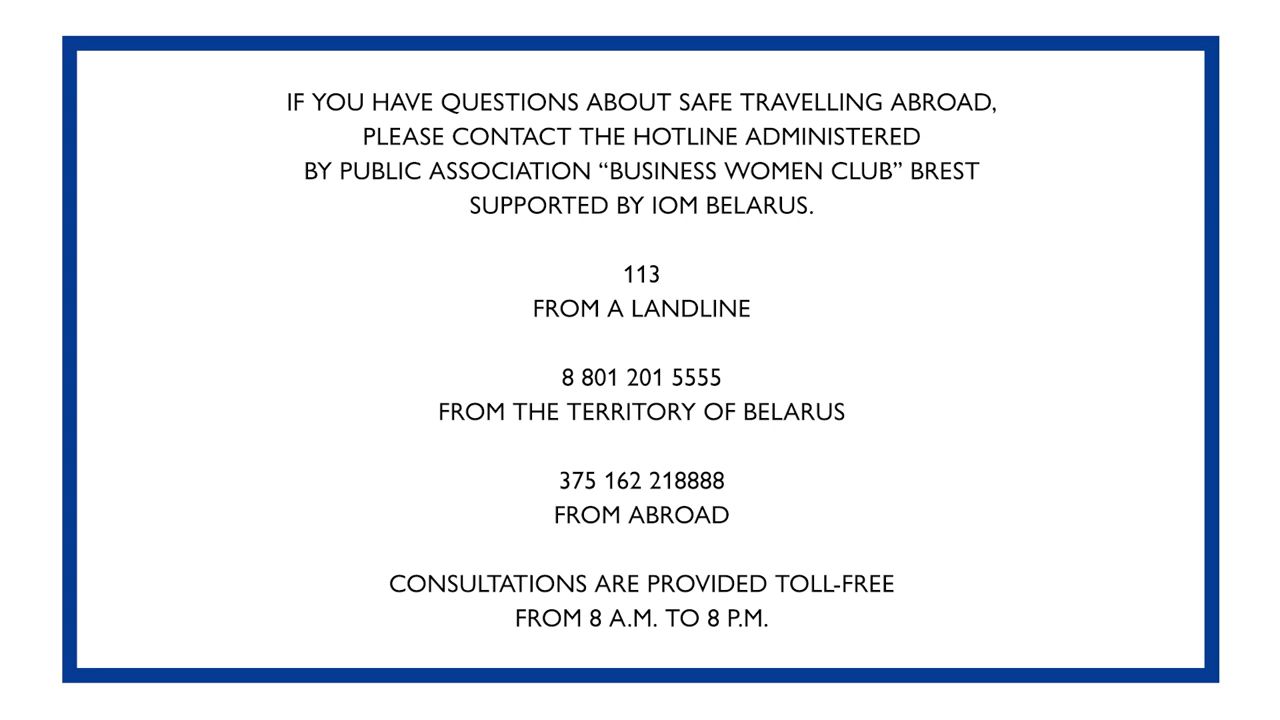 IF YOU HAVE QUESTIONS ABOUT SAFE TRAVELLING ABROAD,
PLEASE CONTACT THE HOTLINE ADMINISTERED
BY PUBLIC ASSOCIATION “BUSINESS WOMEN CLUB” BREST
SUPPORTED BY IOM BELARUS.
113
FROM A LANDLINE
8 801 201 5555
FROM THE TERRITORY OF BELARUS
375 162 218888
FROM ABROAD
CONSULTATIONS ARE PROVIDED TOLL-FREE
FROM 8 A.M. TO 8 P.M.